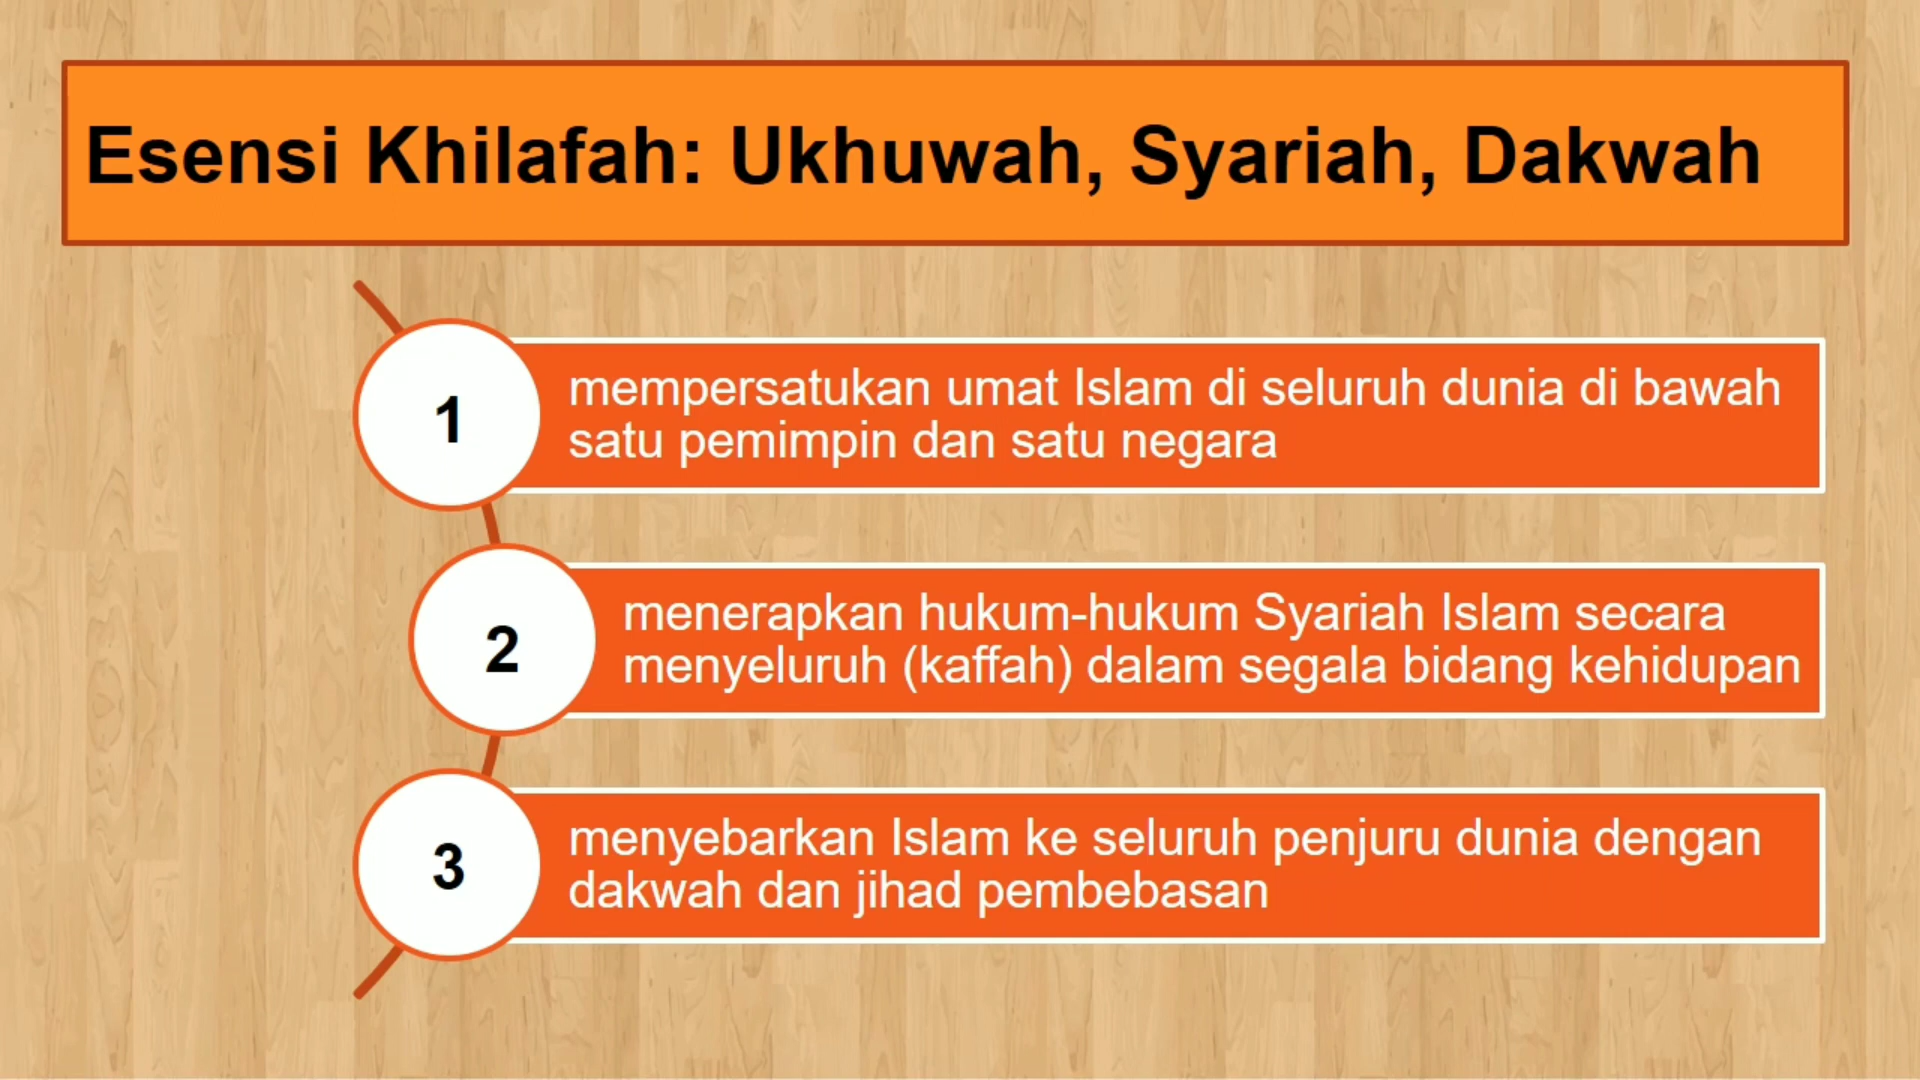 Esensi Khilafah: Ukhuwah, Syariah, Dakwah
1
mempersatukan umat Islam di seluruh dunia di bawah
satu pemimpin dan satu negara
2
menerapkan hukum-hukum Syariah Islam secara
menyeluruh (kaffah) dalam segala bidang kehidupan
3
menyebarkan Islam ke seluruh penjuru dunia dengan
dakwah dan jihad pembebasan